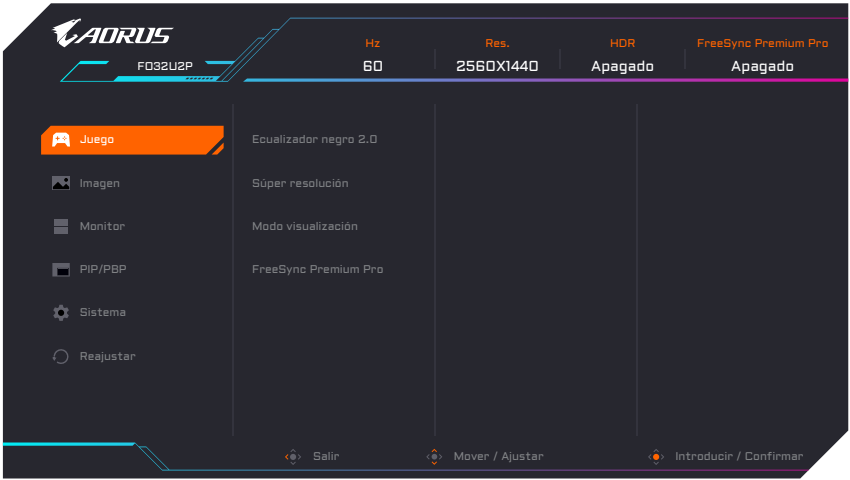 AORUS
FO32U2P
Hz
Res.
HDR
FreeSync Premium Pro
60
2560X1440
Apagado
Apagado
Juego
Imagen
Monitor
PIP/PBP
Sistema
Reajustar
Ecualizador negro 2.0
Súper resolución
Modo visualización
FreeSync Premium Pro
Salir
Mover / Ajustar
Introducir / Confirmar